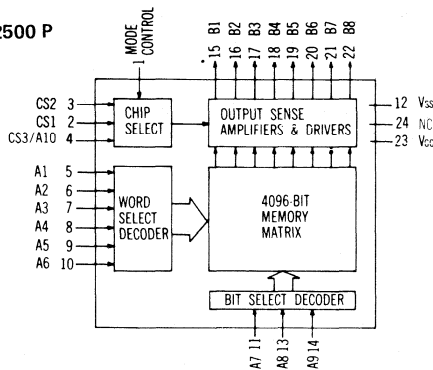 2500 P
1 MODE CONTROL
15 B1
16 B2
17 B3
18 B4
19 B5
20 B6
21 B7
22 B8
CS2 3
CS1 2
CS3/A10 4
CHIP
SELECT
OUTPUT SENSE
AMPLIFIERS & DRIVERS
12 Vss
24 NC
23 VGG
A1 5
A2 6
A3 7
A4 8
A5 9
A6 10
WORD
SELECT
DECODER
4096-BIT
MEMORY
MATRIX
BIT SELECT DECODER
A7 11
A8 13
A9 14